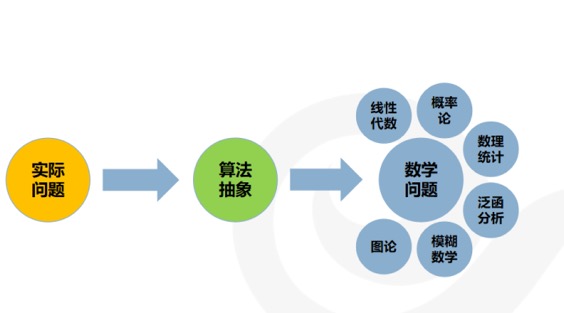 实际
问题
算法
抽象
数学
问题
线性
代数
概率
论
数理
统计
泛函
分析
模糊
数学
图论